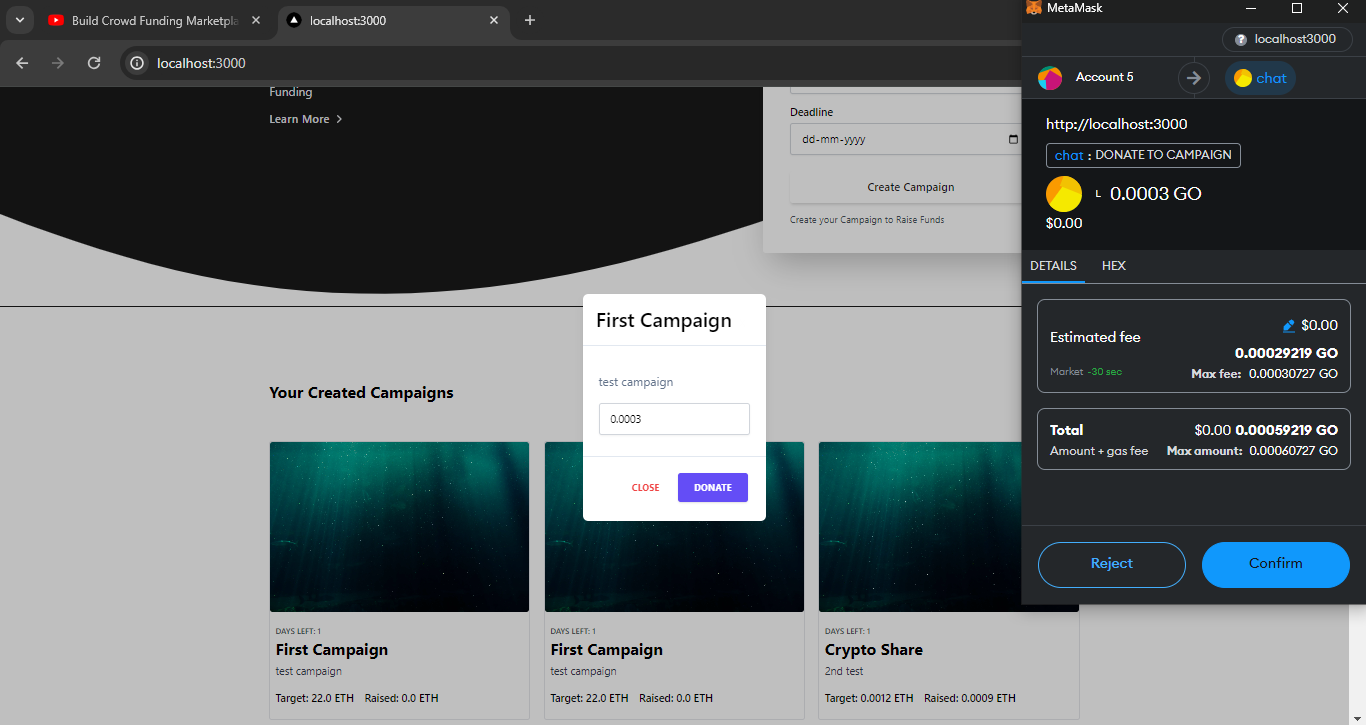 Build Crowd Funding Marketpla
localhost:3000
localhost:3000
Funding
Learn More
Deadline
dd-mm-yyyy
Create Campaign
Create your Campaign to Raise Funds
First Campaign
test campaign
0.0003
CLOSE
DONATE
Your Created Campaigns
DAYS LEFT: 1
First Campaign
test campaign
Target: 22.0 ETH Raised: 0.0 ETH
DAYS LEFT: 1
First Campaign
test campaign
Target: 22.0 ETH Raised: 0.0 ETH
DAYS LEFT: 1
Crypto Share
2nd test
Target: 0.0012 ETH Raised: 0.0009 ETH
MetaMask
localhost3000
Account 5
chat
http://localhost:3000
chat : DONATE TO CAMPAIGN
L 0.0003 GO
$0.00
DETAILS HEX
Estimated fee
$0.00
0.00029219 GO
Market ~30 sec
Max fee: 0.00030727 GO
Total
$0.00 0.00059219 GO
Amount + gas fee
Max amount: 0.00060727 GO
Reject
Confirm